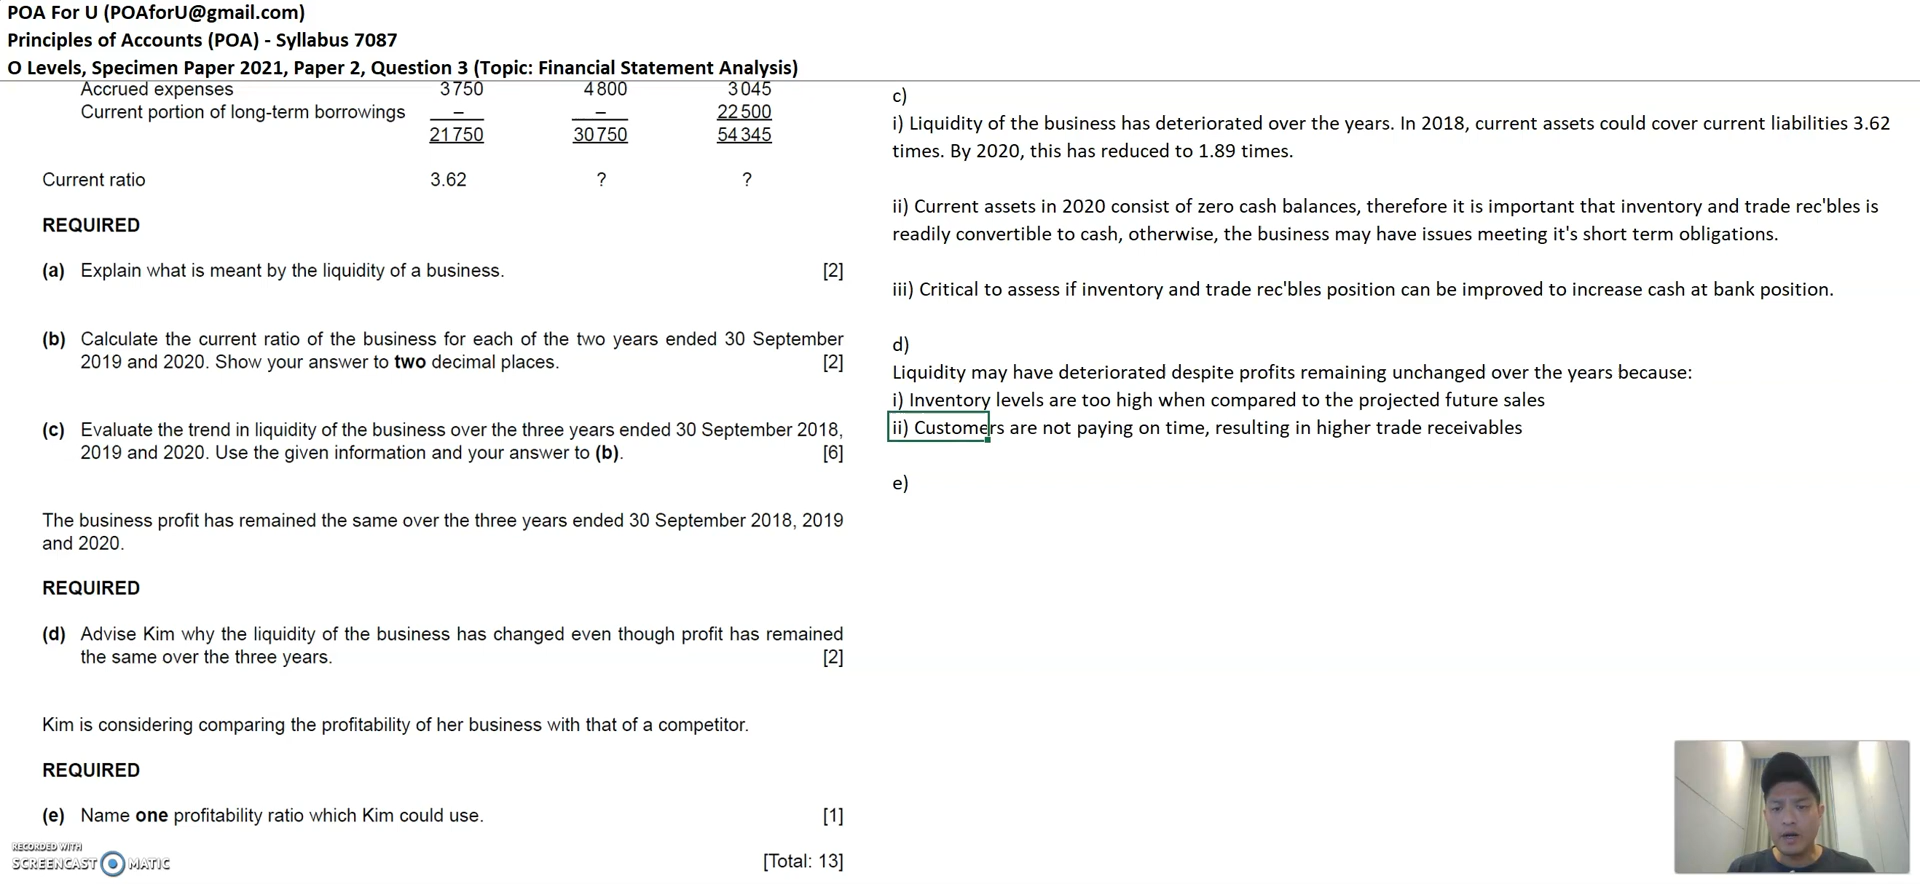 POA For U (POAforU@gmail.com)
Principles of Accounts (POA) - Syllabus 7087
O Levels, Specimen Paper 2021, Paper 2, Question 3 (Topic: Financial Statement Analysis)
Accrued expenses 3 750 4 800 3 045
Current portion of long-term borrowings – – 22 500
21 750 30 750 54 345
Current ratio 3.62 ? ?
REQUIRED
(a) Explain what is meant by the liquidity of a business. [2]
(b) Calculate the current ratio of the business for each of the two years ended 30 September
2019 and 2020. Show your answer to two decimal places. [2]
(c) Evaluate the trend in liquidity of the business over the three years ended 30 September 2018,
2019 and 2020. Use the given information and your answer to (b). [6]
The business profit has remained the same over the three years ended 30 September 2018, 2019
and 2020.
REQUIRED
(d) Advise Kim why the liquidity of the business has changed even though profit has remained
the same over the three years. [2]
Kim is considering comparing the profitability of her business with that of a competitor.
REQUIRED
(e) Name one profitability ratio which Kim could use. [1]
[Total: 13]
RECORDED WITH
SCREENCAST MATIC
c)
i) Liquidity of the business has deteriorated over the years. In 2018, current assets could cover current liabilities 3.62
times. By 2020, this has reduced to 1.89 times.
ii) Current assets in 2020 consist of zero cash balances, therefore it is important that inventory and trade rec'bles is
readily convertible to cash, otherwise, the business may have issues meeting it's short term obligations.
iii) Critical to assess if inventory and trade rec'bles position can be improved to increase cash at bank position.
d)
Liquidity may have deteriorated despite profits remaining unchanged over the years because:
i) Inventory levels are too high when compared to the projected future sales
ii) Customers are not paying on time, resulting in higher trade receivables
e)